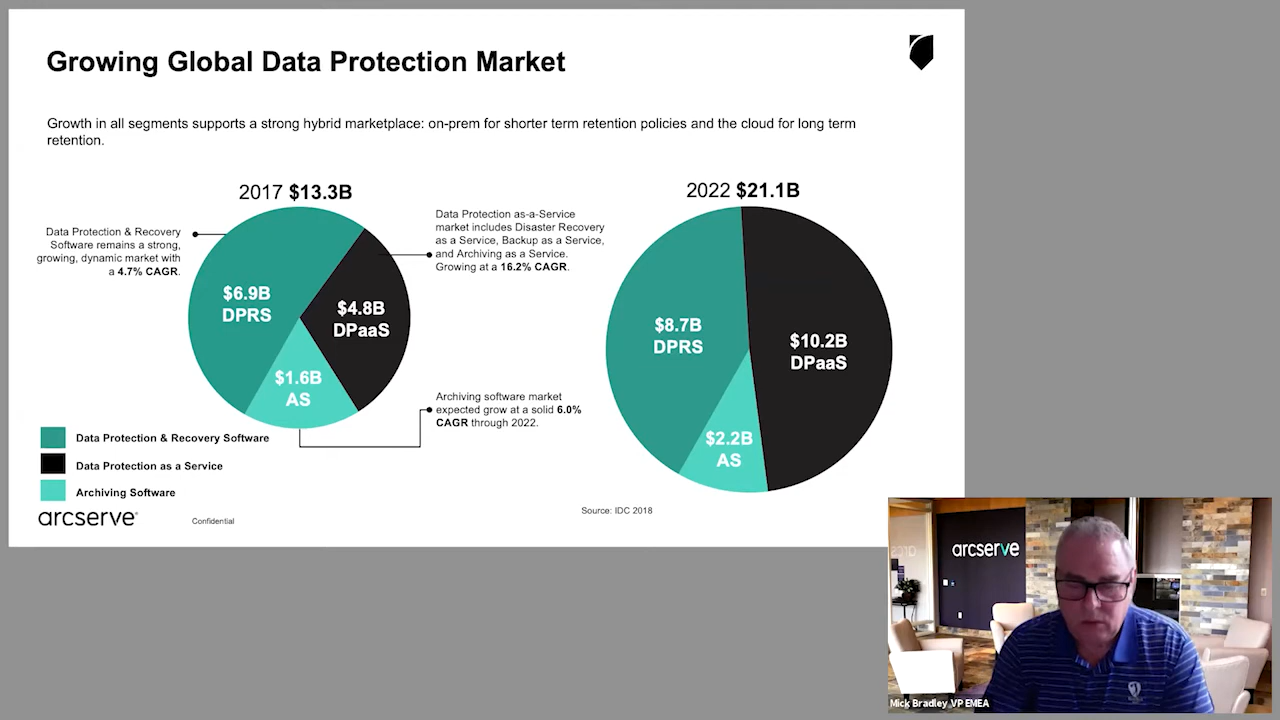 Growing Global Data Protection Market
Growth in all segments supports a strong hybrid marketplace: on-prem for shorter term retention policies and the cloud for long term
retention.
2017 $13.3B
Data Protection & Recovery
Software remains a strong,
growing, dynamic market with
a 4.7% CAGR.
$6.9B
DPRS
$4.8B
DPaaS
$1.6B
AS
Data Protection as-a-Service
market includes Disaster Recovery
as a Service, Backup as a Service,
and Archiving as a Service.
Growing at a 16.2% CAGR.
Archiving software market
expected grow at a solid 6.0%
CAGR through 2022.
2022 $21.1B
$8.7B
DPRS
$10.2B
DPaaS
$2.2B
AS
Data Protection & Recovery Software
Data Protection as a Service
Archiving Software
arcserve®
Confidential
Source: IDC 2018
arcserve
Mick Bradley VP EMEA